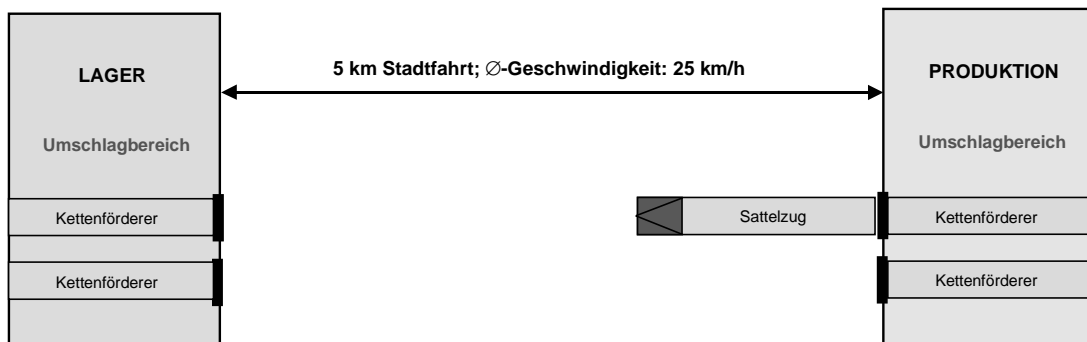 LAGER
Umschlagbereich
Kettenförderer
Kettenförderer
5 km Stadtfahrt; ∅-Geschwindigkeit: 25 km/h
Sattelzug
PRODUKTION
Umschlagbereich
Kettenförderer
Kettenförderer